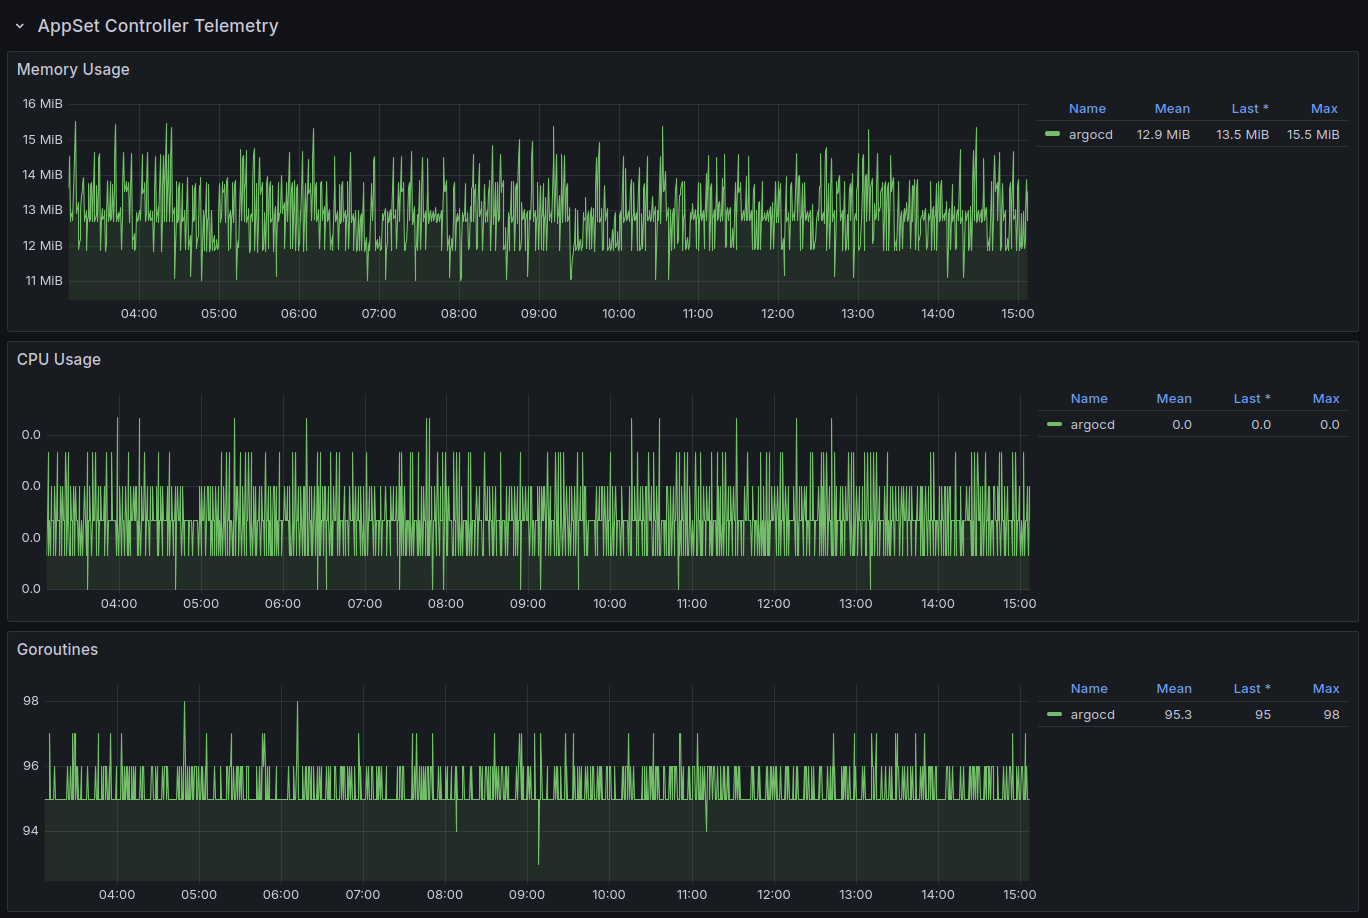 AppSet Controller Telemetry
Memory Usage
16 MiB
15 MiB
14 MiB
13 MiB
12 MiB
11 MiB
04:00 05:00 06:00 07:00 08:00 09:00 10:00 11:00 12:00 13:00 14:00 15:00
Name Mean Last * Max
argocd 12.9 MiB 13.5 MiB 15.5 MiB
CPU Usage
0.0
0.0
0.0
0.0
04:00 05:00 06:00 07:00 08:00 09:00 10:00 11:00 12:00 13:00 14:00 15:00
Name Mean Last * Max
argocd 0.0 0.0 0.0
Goroutines
98
96
94
04:00 05:00 06:00 07:00 08:00 09:00 10:00 11:00 12:00 13:00 14:00 15:00
Name Mean Last * Max
argocd 95.3 95 98